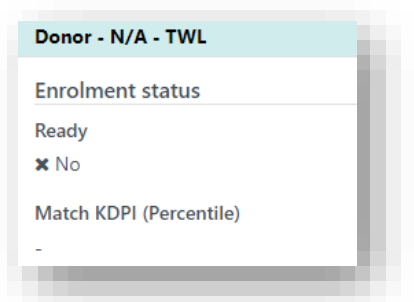 Donor - N/A - TWL
Enrolment status
Ready
✖ No
Match KDPI (Percentile)
-